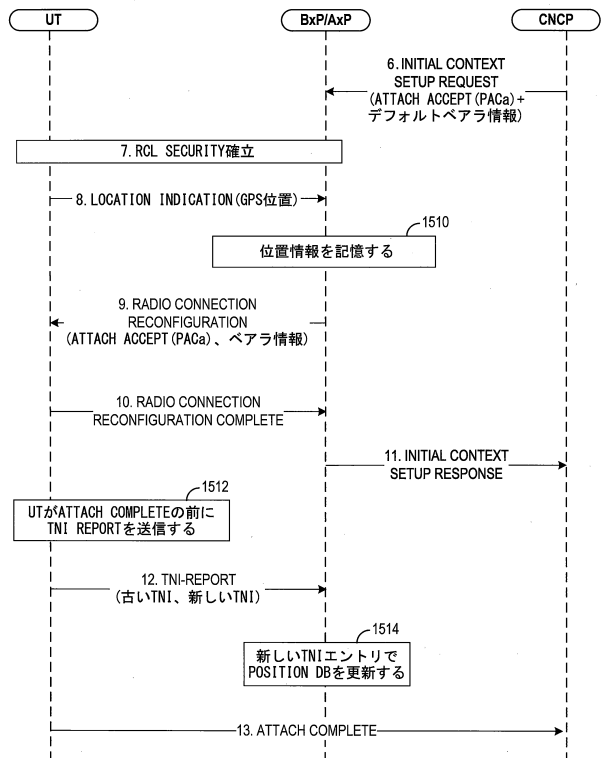 UT
BxP/AxP
CNCP
6. INITIAL CONTEXT
SETUP REQUEST
(ATTACH ACCEPT(PACa)+
デフォルトベアラ情報)
7. RCL SECURITY確立
8. LOCATION INDICATION(GPS位置)
1510
位置情報を記憶する
9. RADIO CONNECTION
RECONFIGURATION
(ATTACH ACCEPT(PACa)、ベアラ情報)
10. RADIO CONNECTION
RECONFIGURATION COMPLETE
11. INITIAL CONTEXT
SETUP RESPONSE
1512
UTがATTACH COMPLETEの前に
TNI REPORTを送信する
12. TNI-REPORT
(古いTNI、新しいTNI)
1514
新しいTNIエントリで
POSITION DBを更新する
13. ATTACH COMPLETE